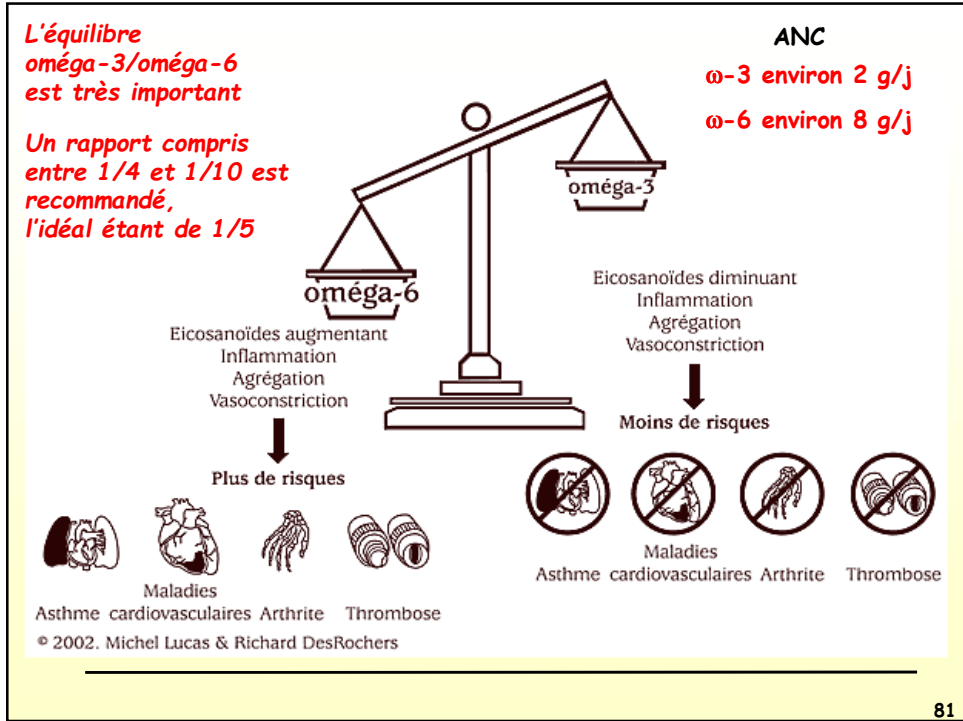 L'équilibre
oméga-3/oméga-6
est très important
Un rapport compris
entre 1/4 et 1/10 est
recommandé,
l'idéal étant de 1/5
ANC
ω-3 environ 2 g/j
ω-6 environ 8 g/j
oméga-3
oméga-6
Eicosanoïdes augmentant
Inflammation
Agrégation
Vasoconstriction
Plus de risques
Asthme
Maladies
cardiovasculaires
Arthrite
Thrombose
Eicosanoïdes diminuant
Inflammation
Agrégation
Vasoconstriction
Moins de risques
Asthme
Maladies
cardiovasculaires
Arthrite
Thrombose
© 2002. Michel Lucas & Richard DesRochers
81